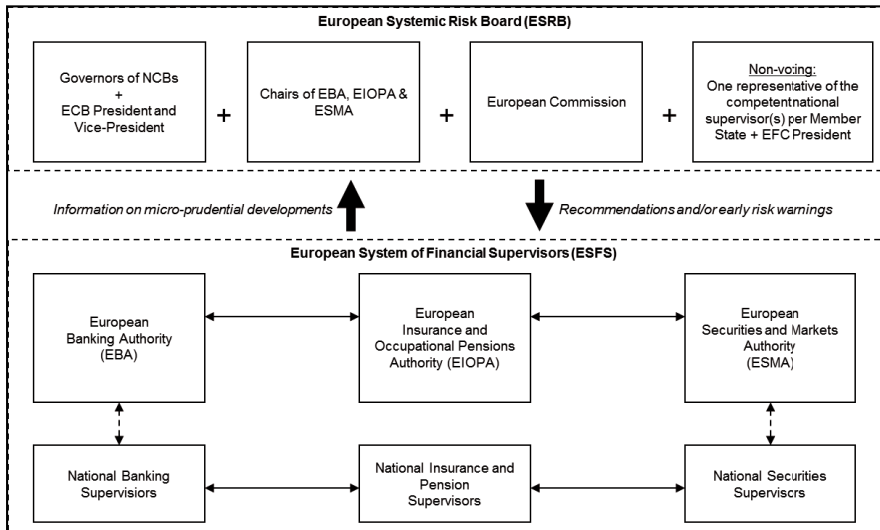 European Systemic Risk Board (ESRB)
Governors of NCBs
+
ECB President and
Vice-President
+
Chairs of EBA, EIOPA &
ESMA
+
European Commission
+
Non-voting:
One representative of the
competentnational
supervisor(s) per Member
State + EFC President
Information on micro-prudential developments
Recommendations and/or early risk warnings
European System of Financial Supervisors (ESFS)
European
Banking Authority
(EBA)
European
Insurance and
Occupational Pensions
Authority (EIOPA)
European
Securities and Markets
Authority
(ESMA)
National Banking
Supervisiors
National Insurance and
Pension
Supervisors
National Securities
Supervisors